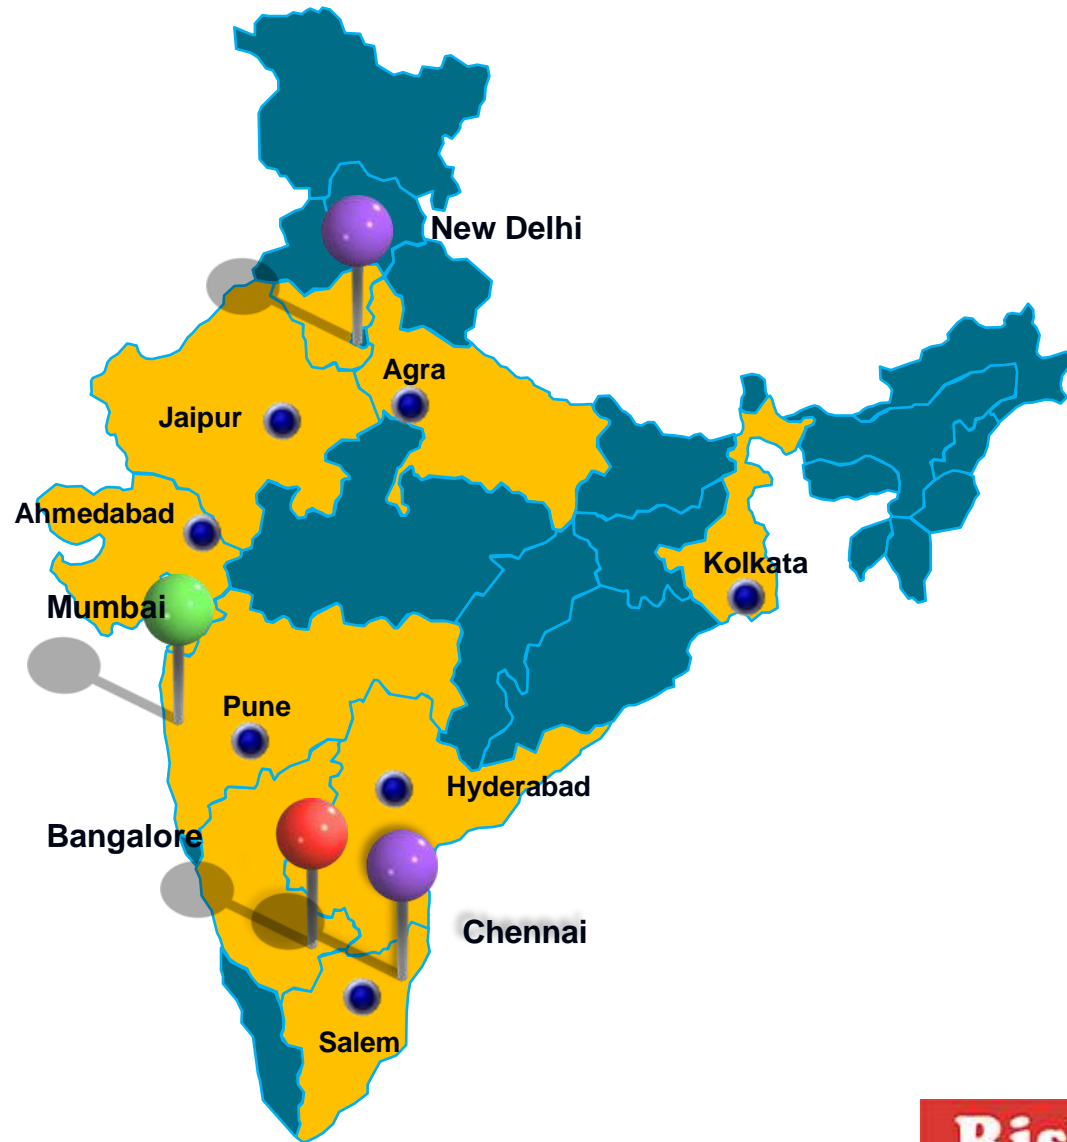 New Delhi
Agra
Jaipur
Ahmedabad
Kolkata
Mumbai
Pune
Hyderabad
Bangalore
Chennai
Salem